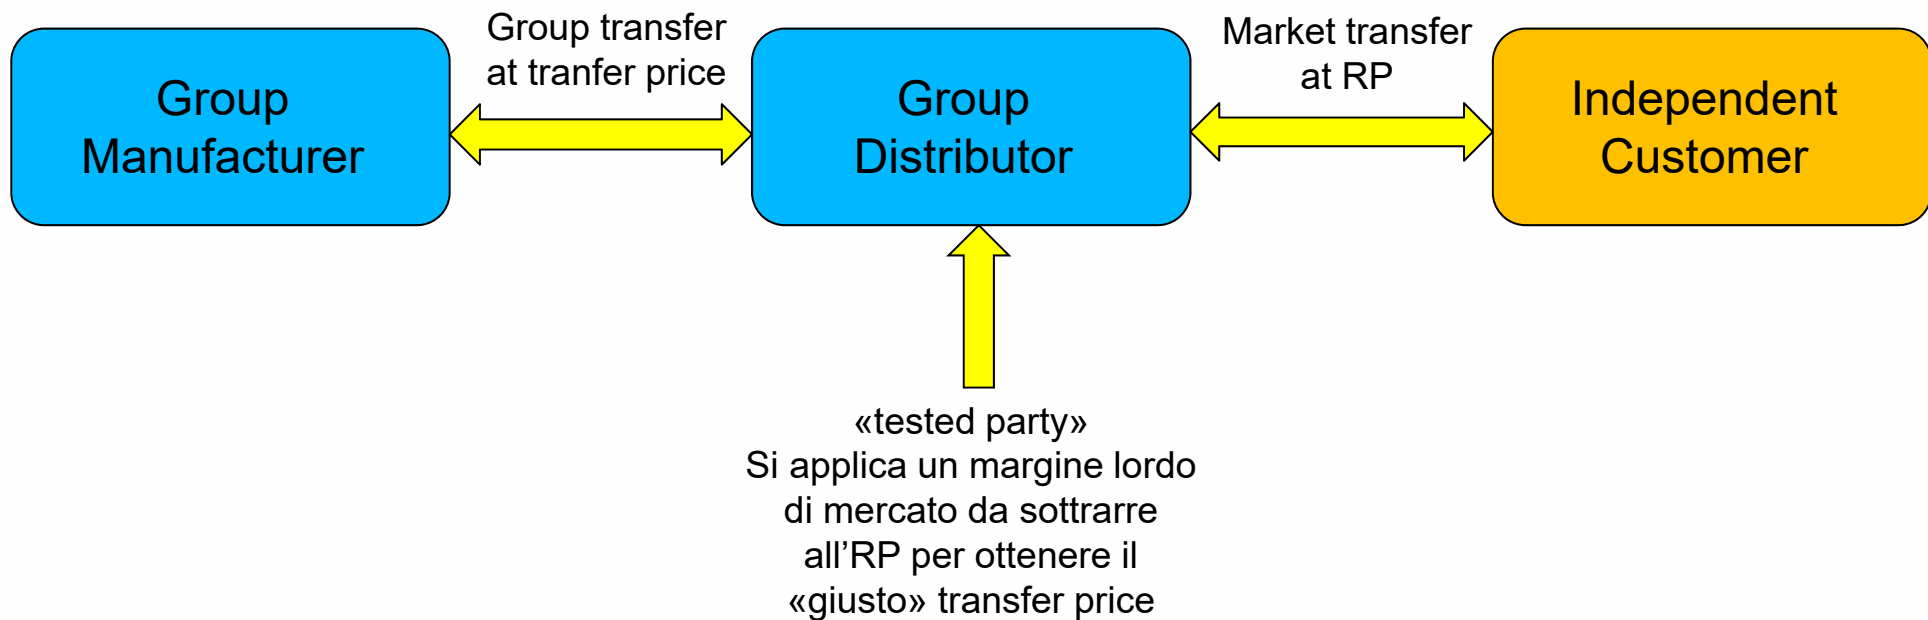 Group
Manufacturer
Group transfer
at tranfer price
Group
Distributor
Market transfer
at RP
Independent
Customer
«tested party»
Si applica un margine lordo
di mercato da sottrarre
all’RP per ottenere il
«giusto» transfer price